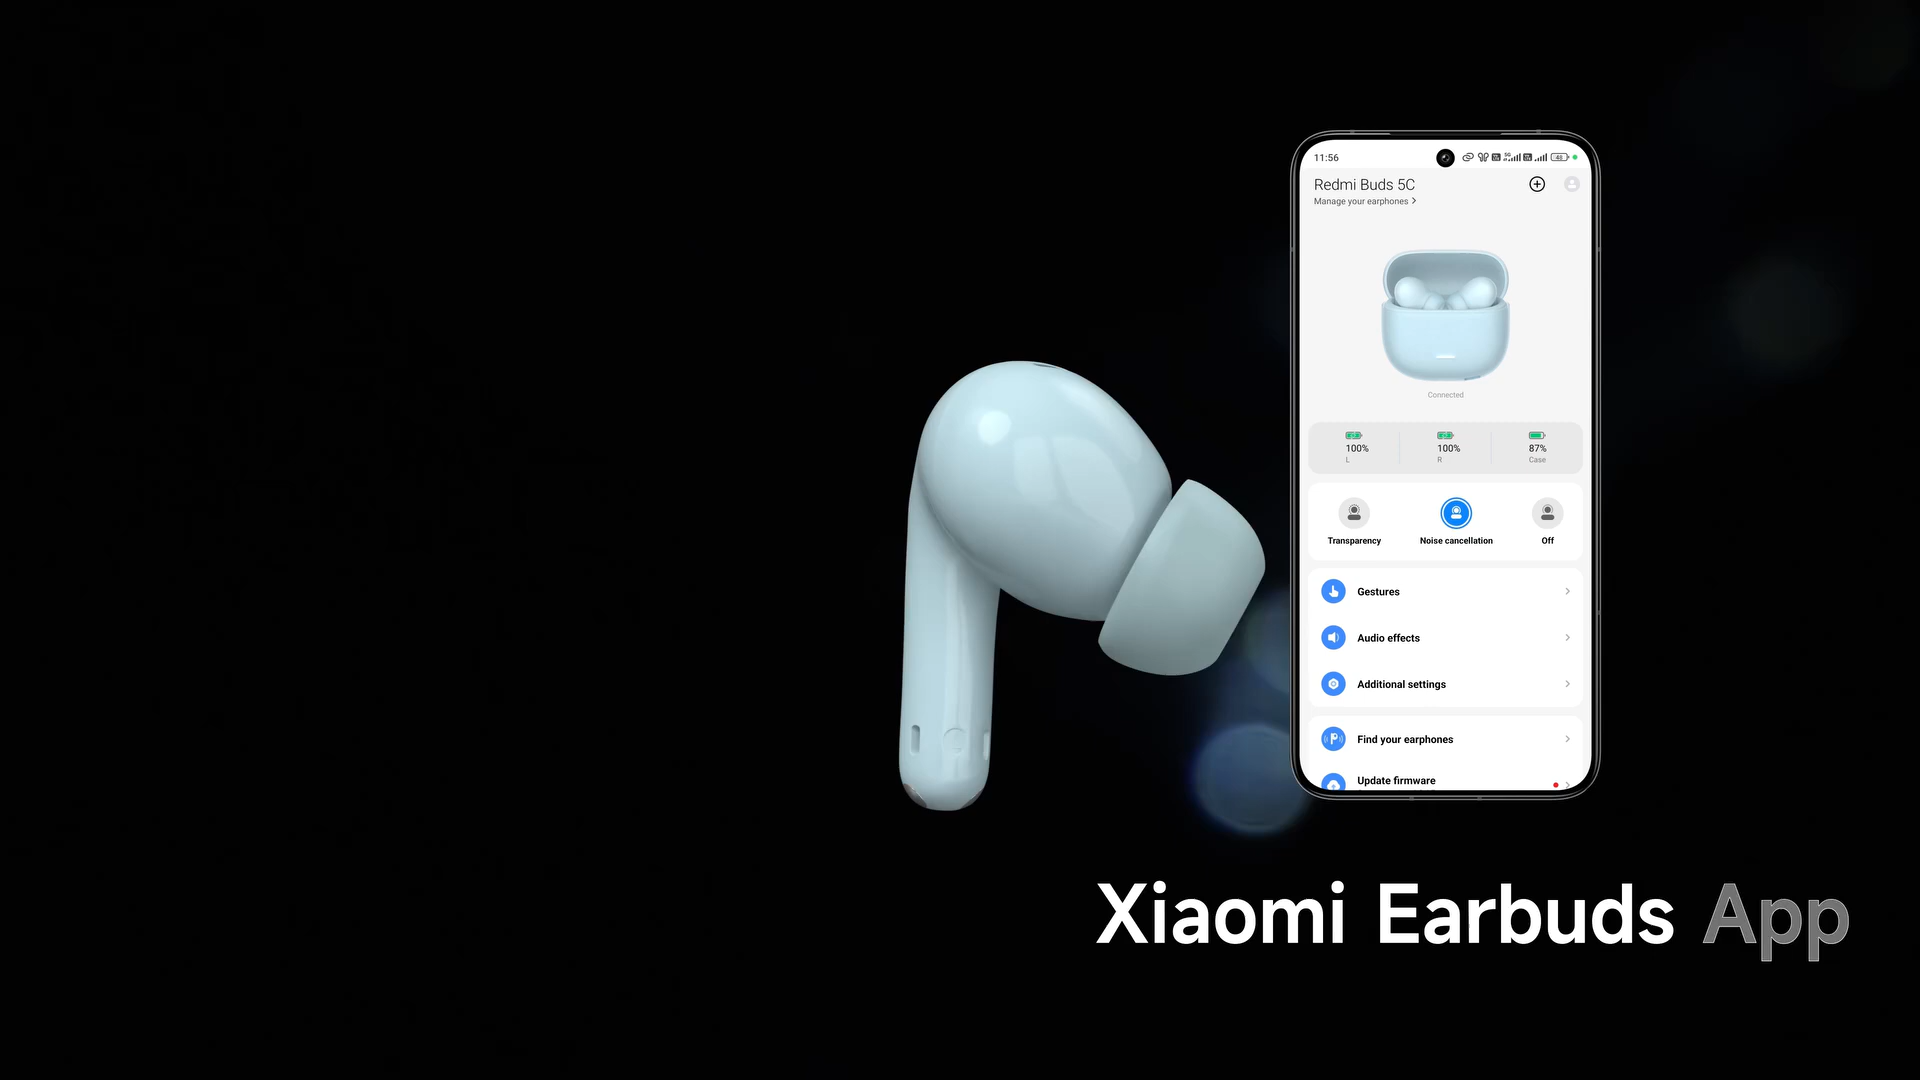 11:56
Redmi Buds 5C
Manage your earphones
Connected
100% 100% 87%
L R Case
Transparency Noise cancellation Off
Gestures
Audio effects
Additional settings
Find your earphones
Update firmware
Xiaomi Earbuds App